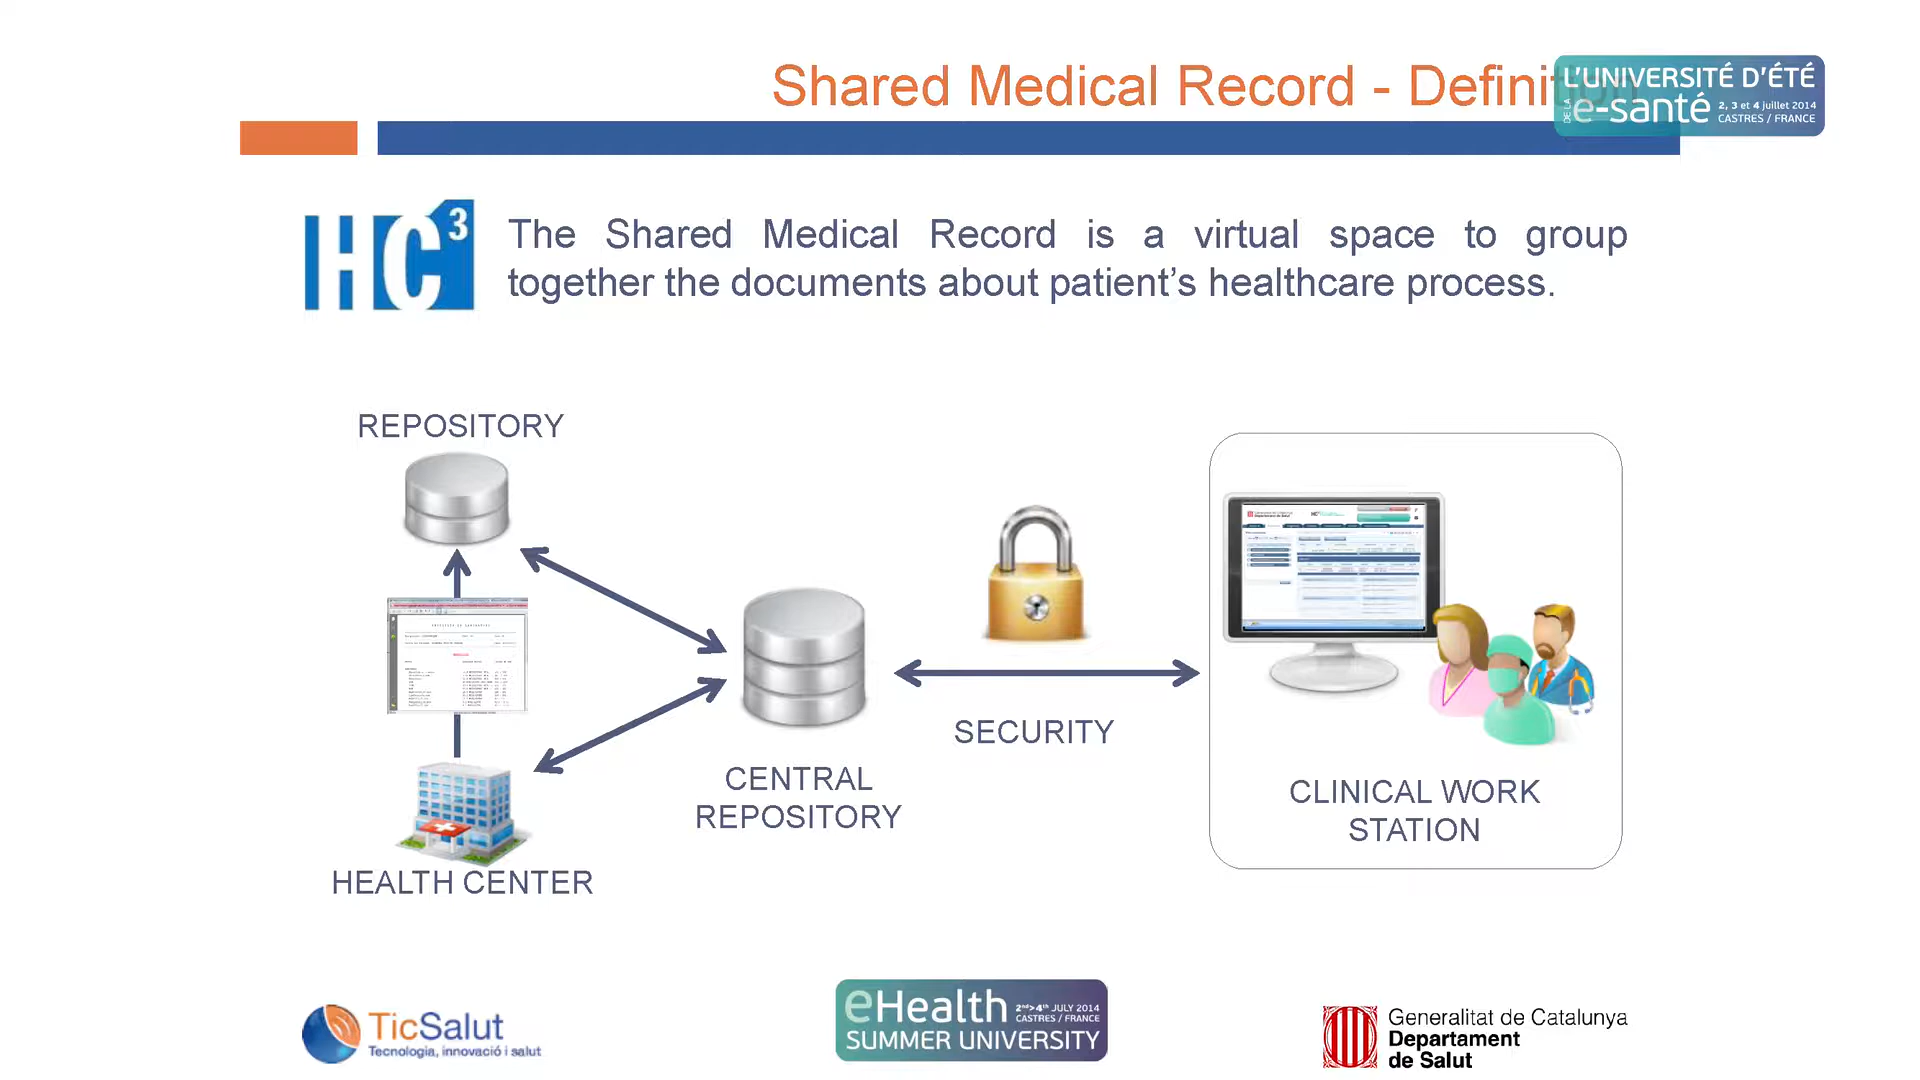 Shared Medical Record - Definition
L'UNIVERSITÉ D'ÉTÉ
DE LA e-santé
2, 3 et 4 juillet 2014
CASTRES / FRANCE
HC3
The Shared Medical Record is a virtual space to group
together the documents about patient's healthcare process.
REPOSITORY
SECURITY
CENTRAL
REPOSITORY
CLINICAL WORK
STATION
HEALTH CENTER
TicSalut
Tecnologia, innovació i salut
eHealth
2nd>4th JULY 2014
CASTRES / FRANCE
SUMMER UNIVERSITY
Generalitat de Catalunya
Departament
de Salut